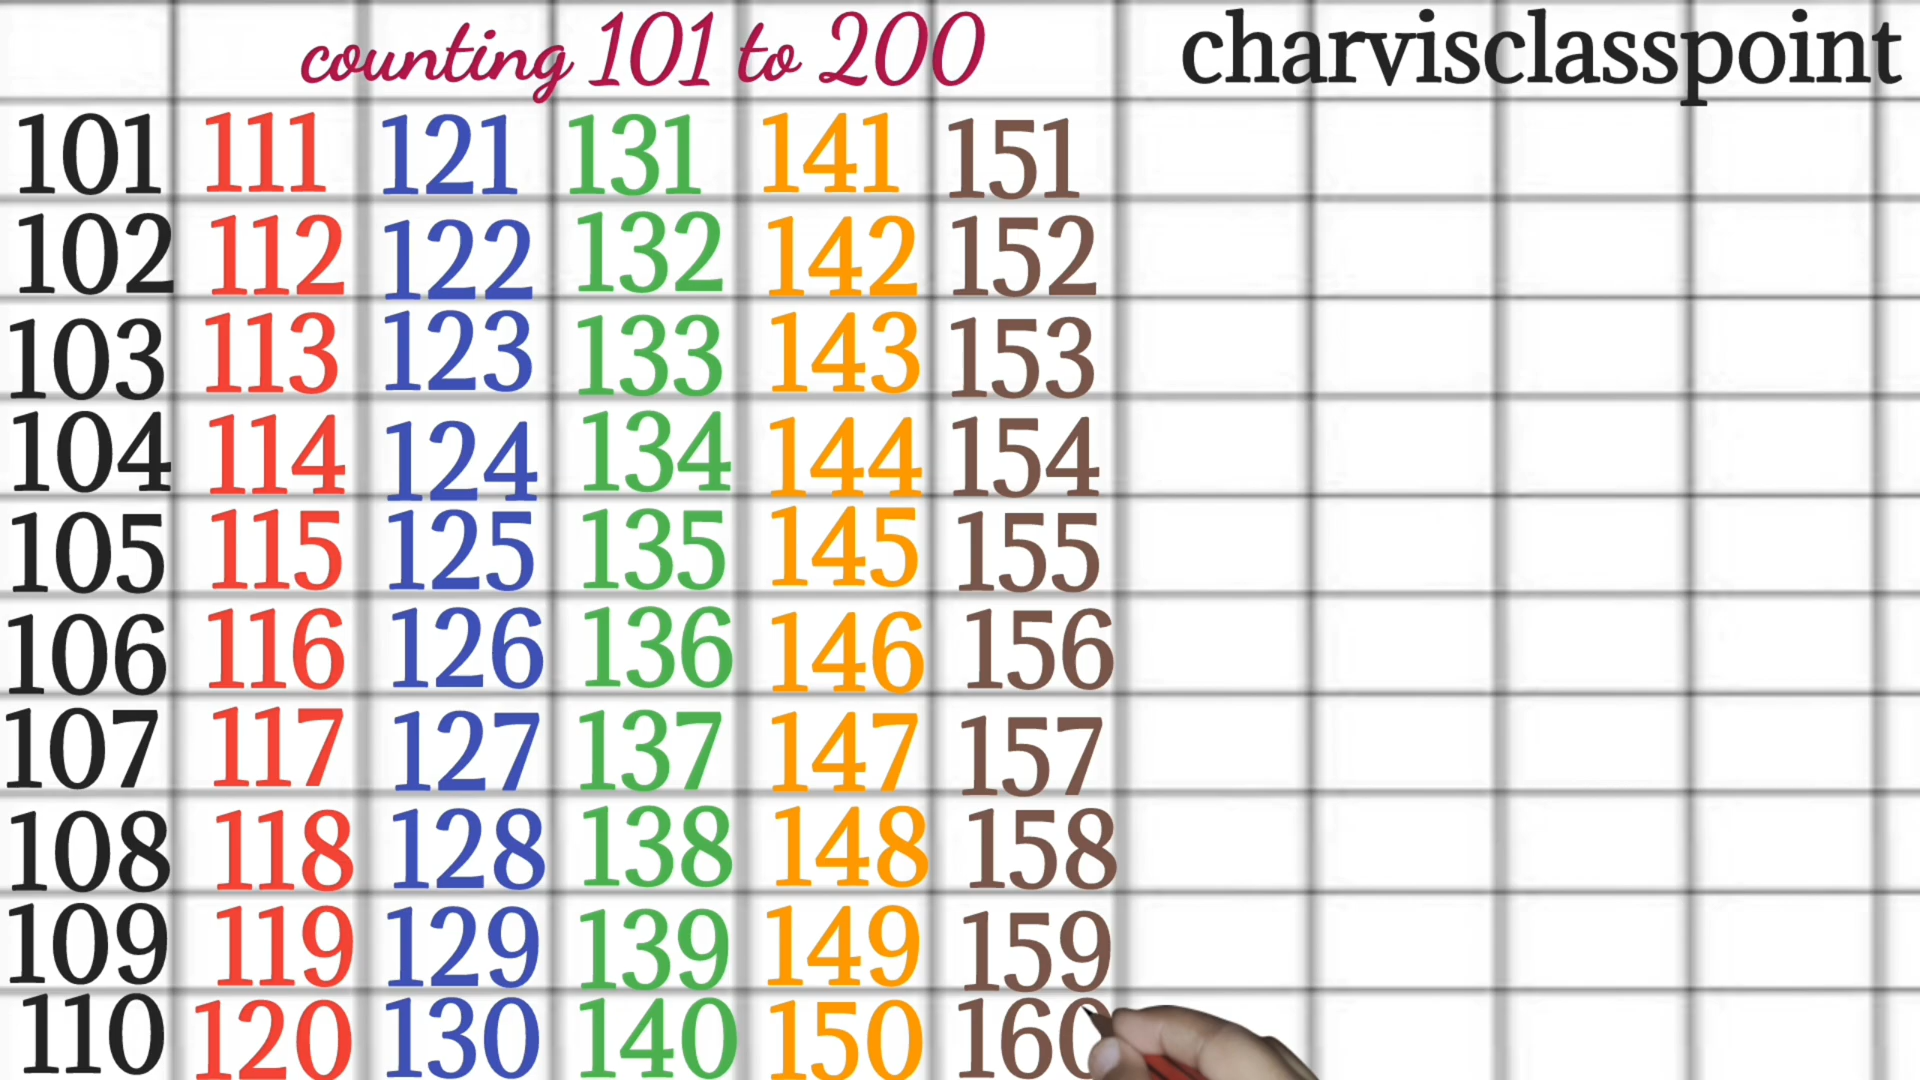 counting 101 to 200 charvisclasspoint
101 111 121 131 141 151
102 112 122 132 142 152
103 113 123 133 143 153
104 114 124 134 144 154
105 115 125 135 145 155
106 116 126 136 146 156
107 117 127 137 147 157
108 118 128 138 148 158
109 119 129 139 149 159
110 120 130 140 150 160